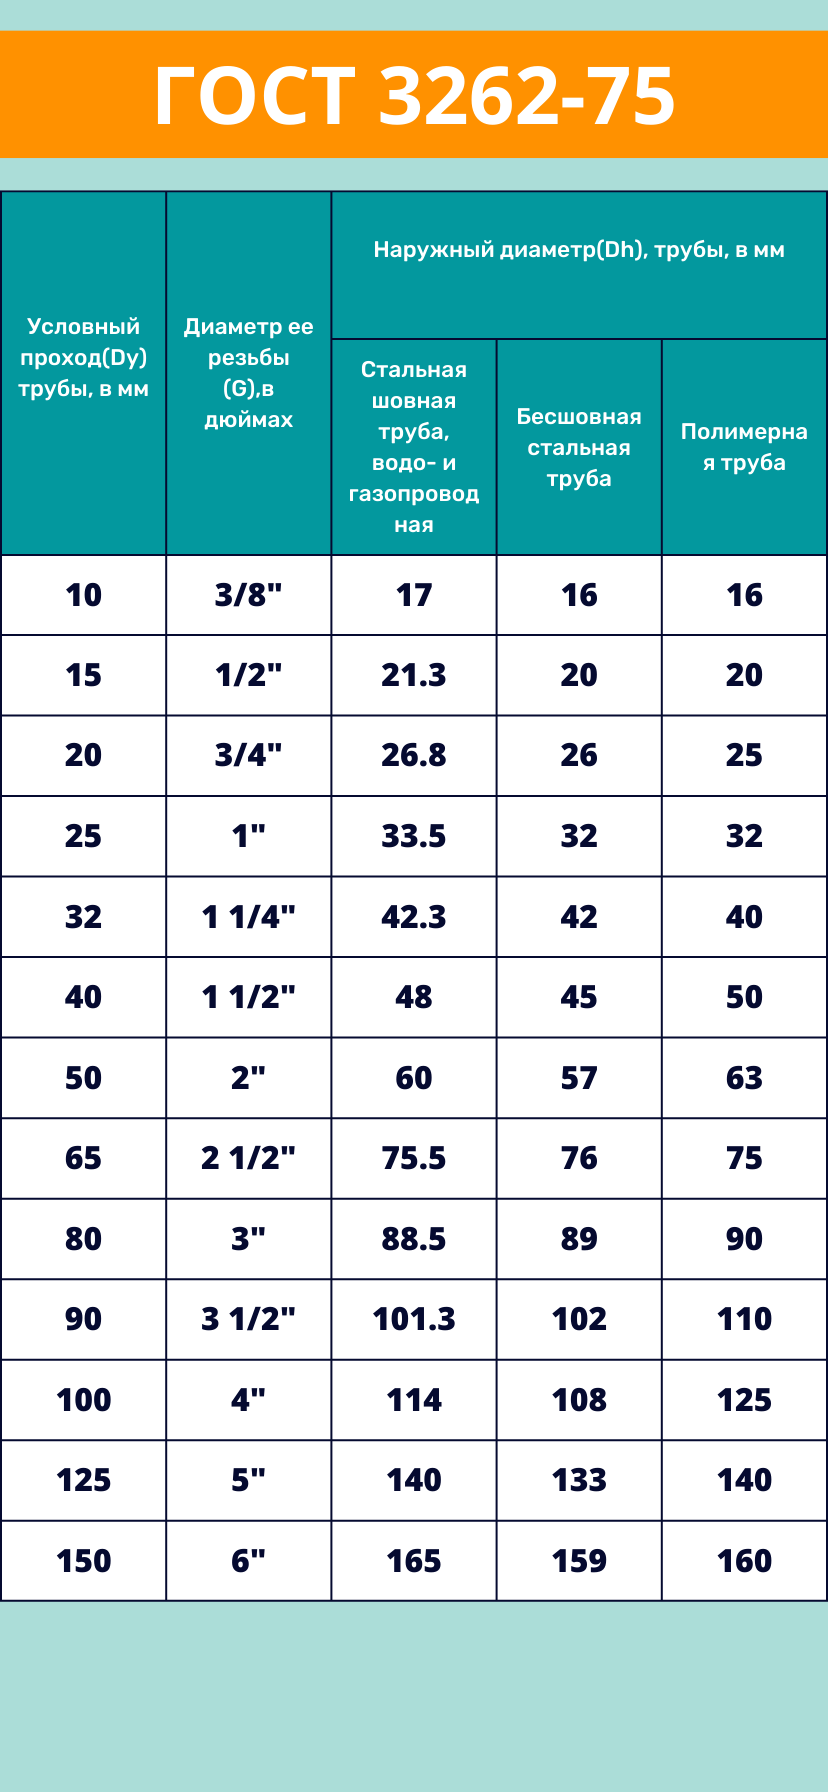 ГОСТ 3262-75
Условный
проход(Dy)
трубы, в мм
Диаметр ее
резьбы
(G),в
дюймах
Наружный диаметр(Dh), трубы, в мм
Стальная
шовная
труба,
водо- и
газопровод
ная
Бесшовная
стальная
труба
Полимерна
я труба
10 3/8" 17 16 16
15 1/2" 21.3 20 20
20 3/4" 26.8 26 25
25 1" 33.5 32 32
32 1 1/4" 42.3 42 40
40 1 1/2" 48 45 50
50 2" 60 57 63
65 2 1/2" 75.5 76 75
80 3" 88.5 89 90
90 3 1/2" 101.3 102 110
100 4" 114 108 125
125 5" 140 133 140
150 6" 165 159 160